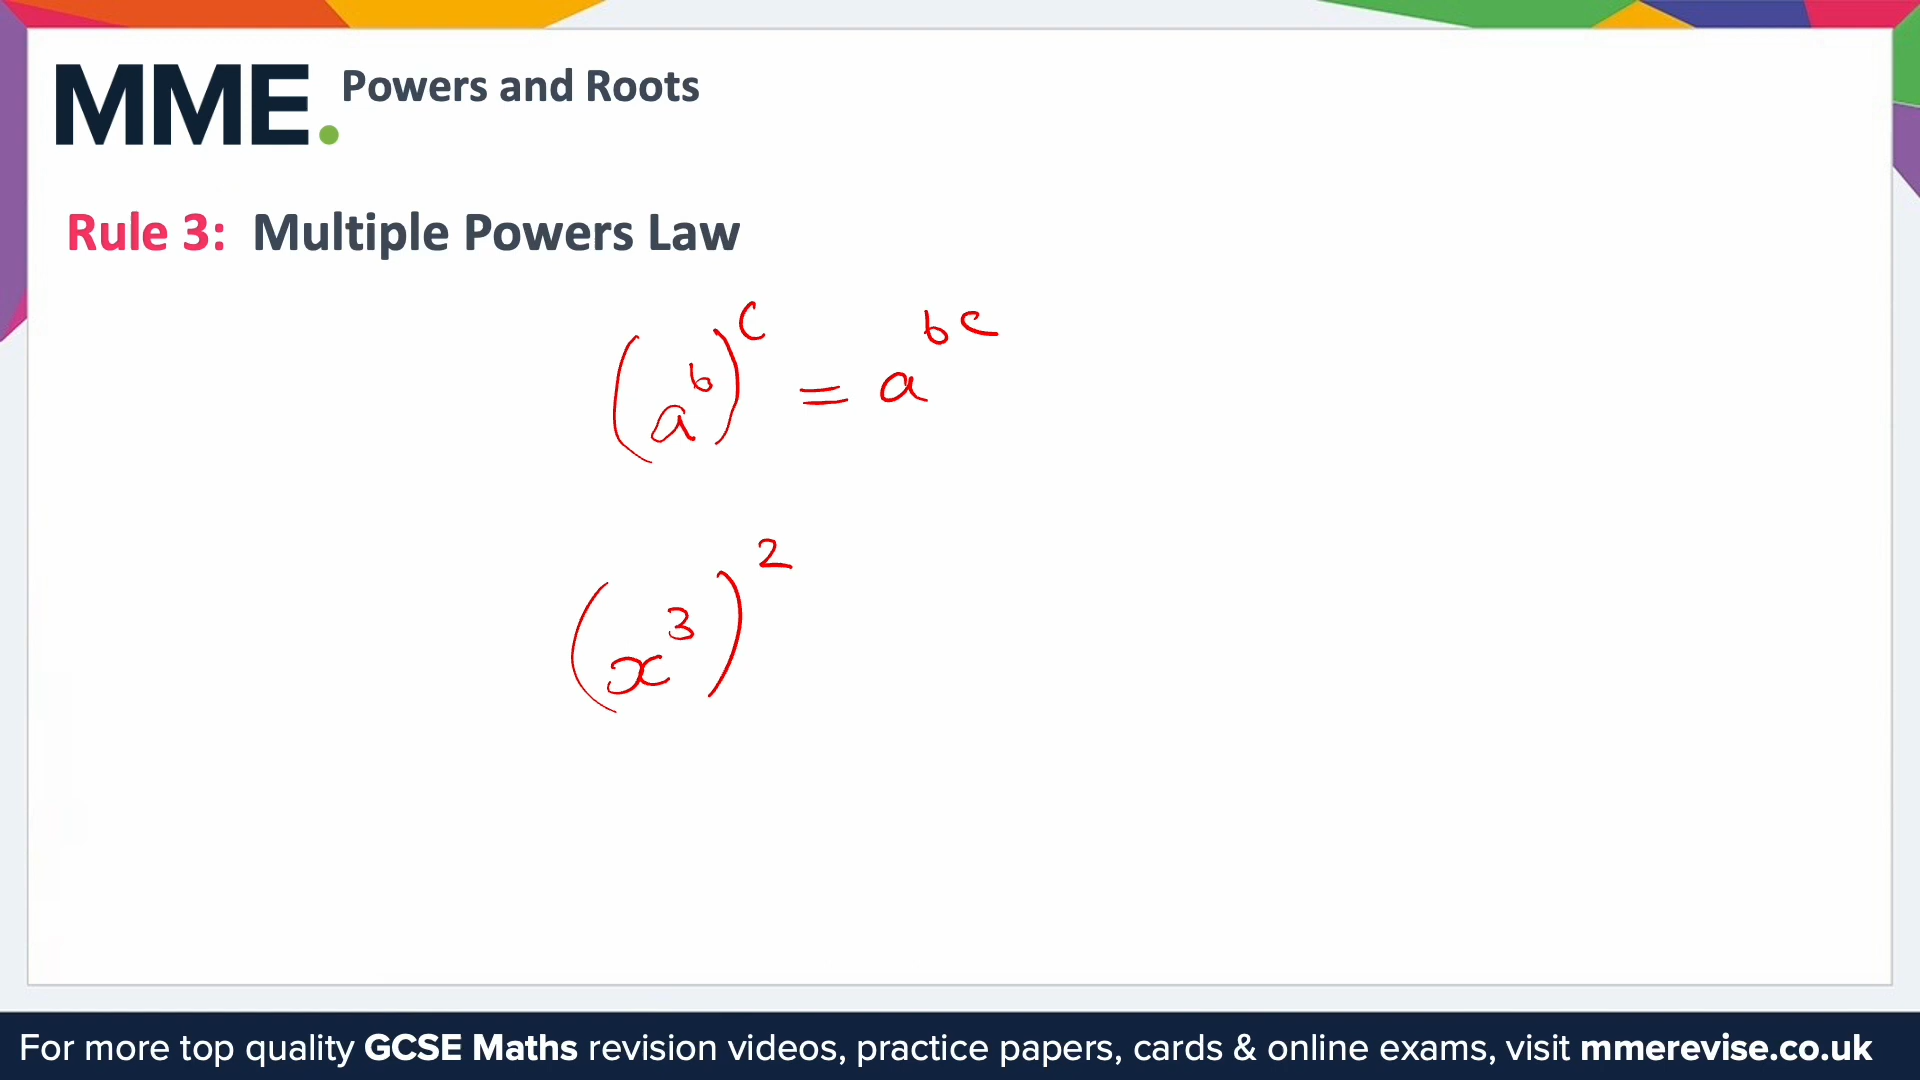 MME. Powers and Roots
Rule 3: Multiple Powers Law
(a^b)^c = a^bc
(x^3)^2
For more top quality GCSE Maths revision videos, practice papers, cards & online exams, visit mmerevise.co.uk